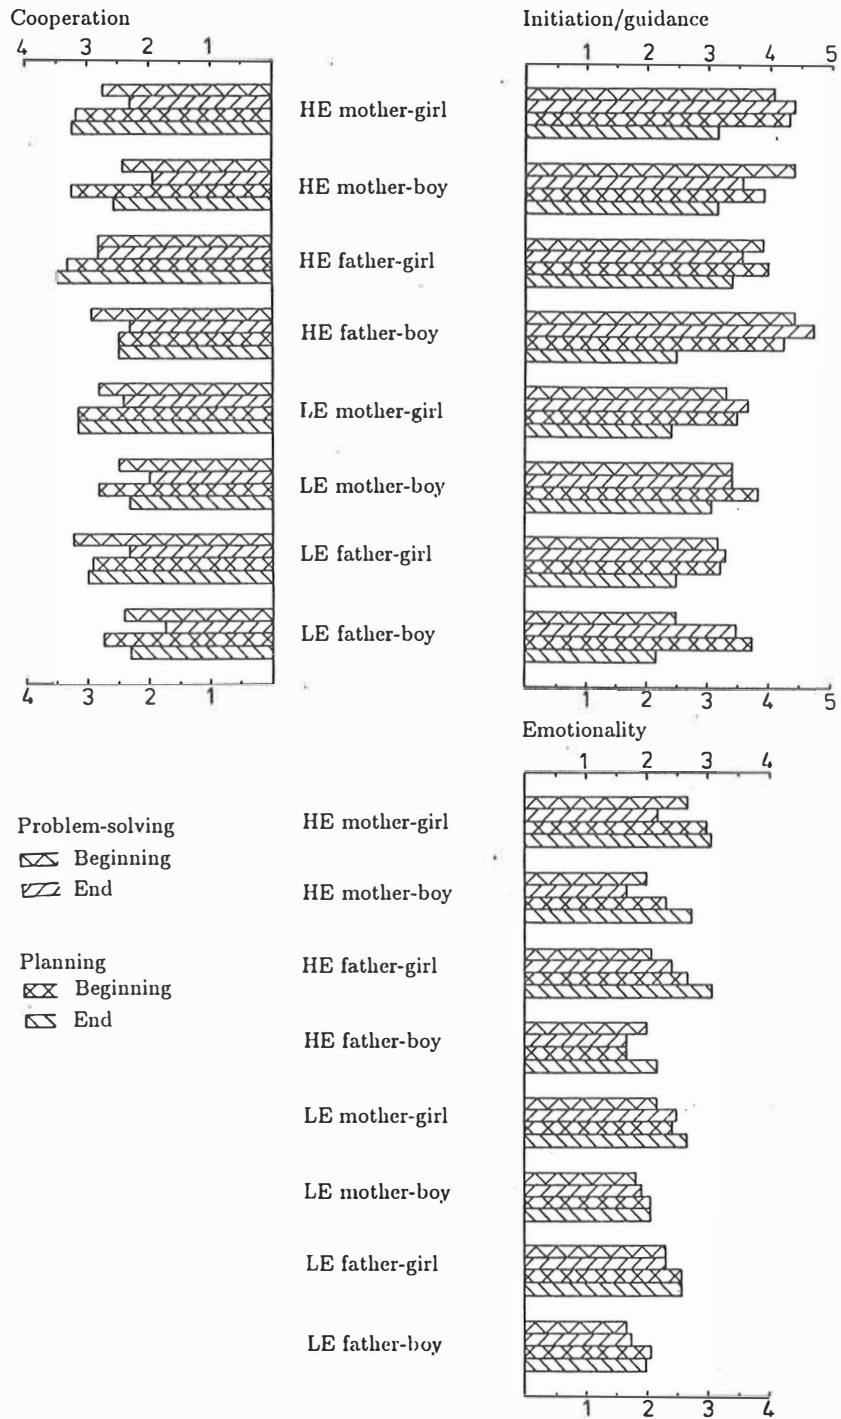 Cooperation
4 3 2 1
Initiation/guidance
1 2 3 4 5
HE mother-girl
HE mother-boy
HE father-girl
HE father-boy
LE mother-girl
LE mother-boy
LE father-girl
LE father-boy
4 3 2 1
1 2 3 4 5
Emotionality
1 2 3 4
Problem-solving
Beginning
End
Planning
Beginning
End
HE mother-girl
HE mother-boy
HE father-girl
HE father-boy
LE mother-girl
LE mother-boy
LE father-girl
LE father-boy
1 2 3 4